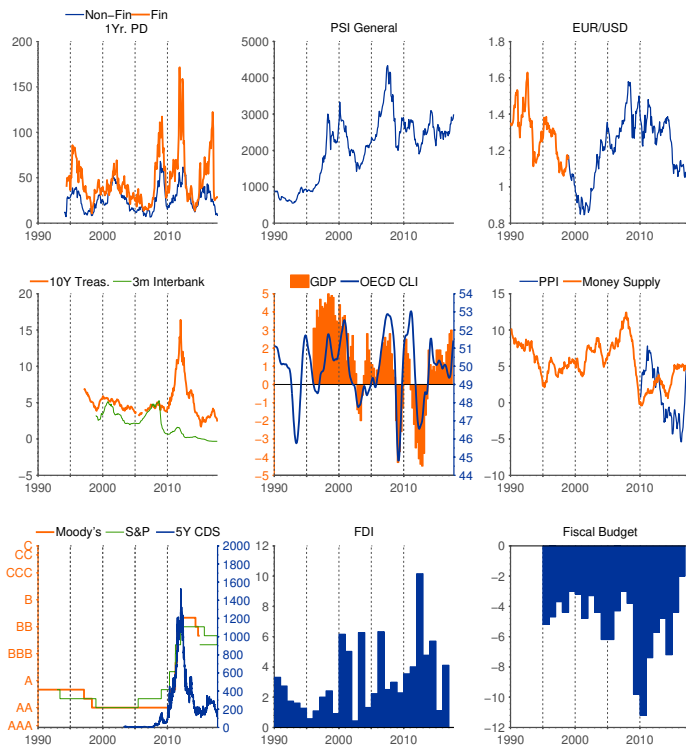 Non−Fin Fin
1Yr. PD
PSI General
EUR/USD
200
150
100
50
0
1990 2000 2010
5000
4000
3000
2000
1000
0
1990 2000 2010
1.8
1.6
1.4
1.2
1
0.8
1990 2000 2010
10Y Treas. 3m Interbank
GDP OECD CLI
PPI Money Supply
20
15
10
5
0
−5
1990 2000 2010
5
4
3
2
1
0
−1
−2
−3
−4
−5
54
53
52
51
50
49
48
47
46
45
44
1990 2000 2010
15
10
5
0
−5
−10
1990 2000 2010
Moody's S&P 5Y CDS
FDI
Fiscal Budget
C
CC
CCC
B
BB
BBB
A
AA
AAA
2000
1800
1600
1400
1200
1000
800
600
400
200
0
1990 2000 2010
12
10
8
6
4
2
0
1990 2000 2010
0
−2
−4
−6
−8
−10
−12
1990 2000 2010